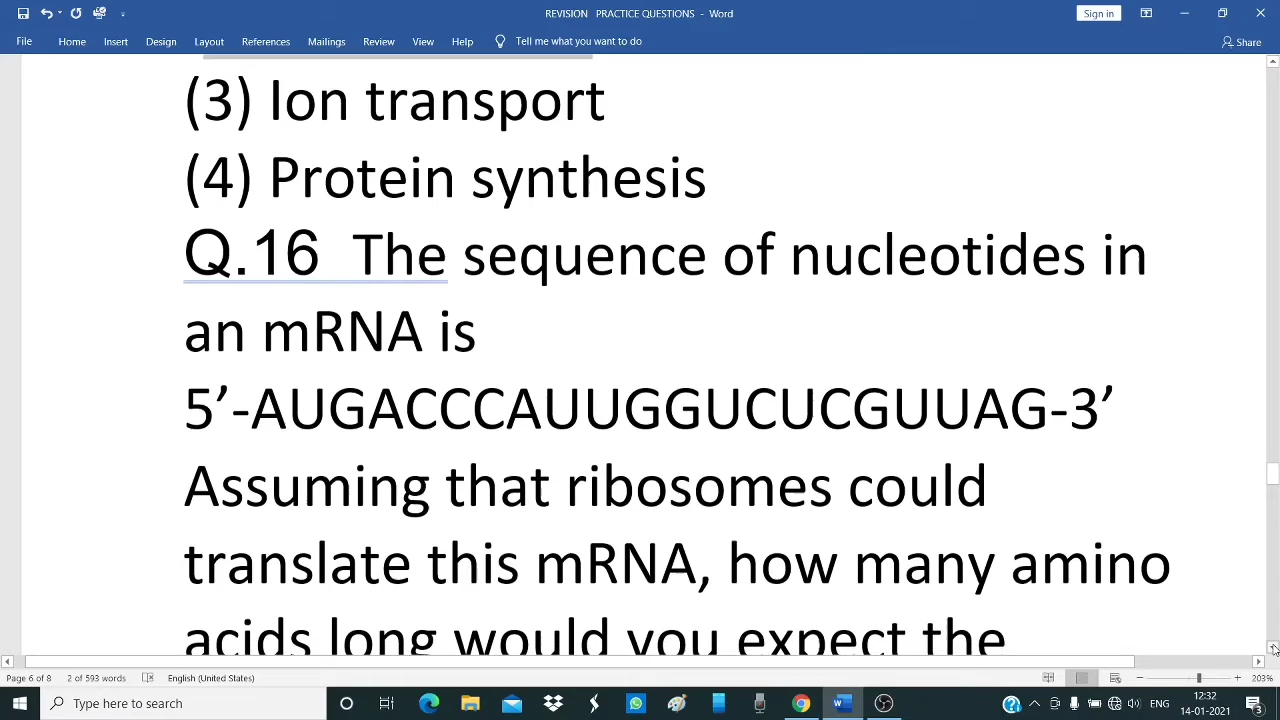 REVISION PRACTICE QUESTIONS - Word
Sign in
File Home Insert Design Layout References Mailings Review View Help Tell me what you want to do Share
(3) Ion transport
(4) Protein synthesis
Q.16 The sequence of nucleotides in
an mRNA is
5’-AUGACCCAUUGGUCUCGUUAG-3’
Assuming that ribosomes could
translate this mRNA, how many amino
acids long would you expect the
Page 6 of 8 2 of 593 words English (United States) 203%
Type here to search
ENG
12:32
14-01-2021
3